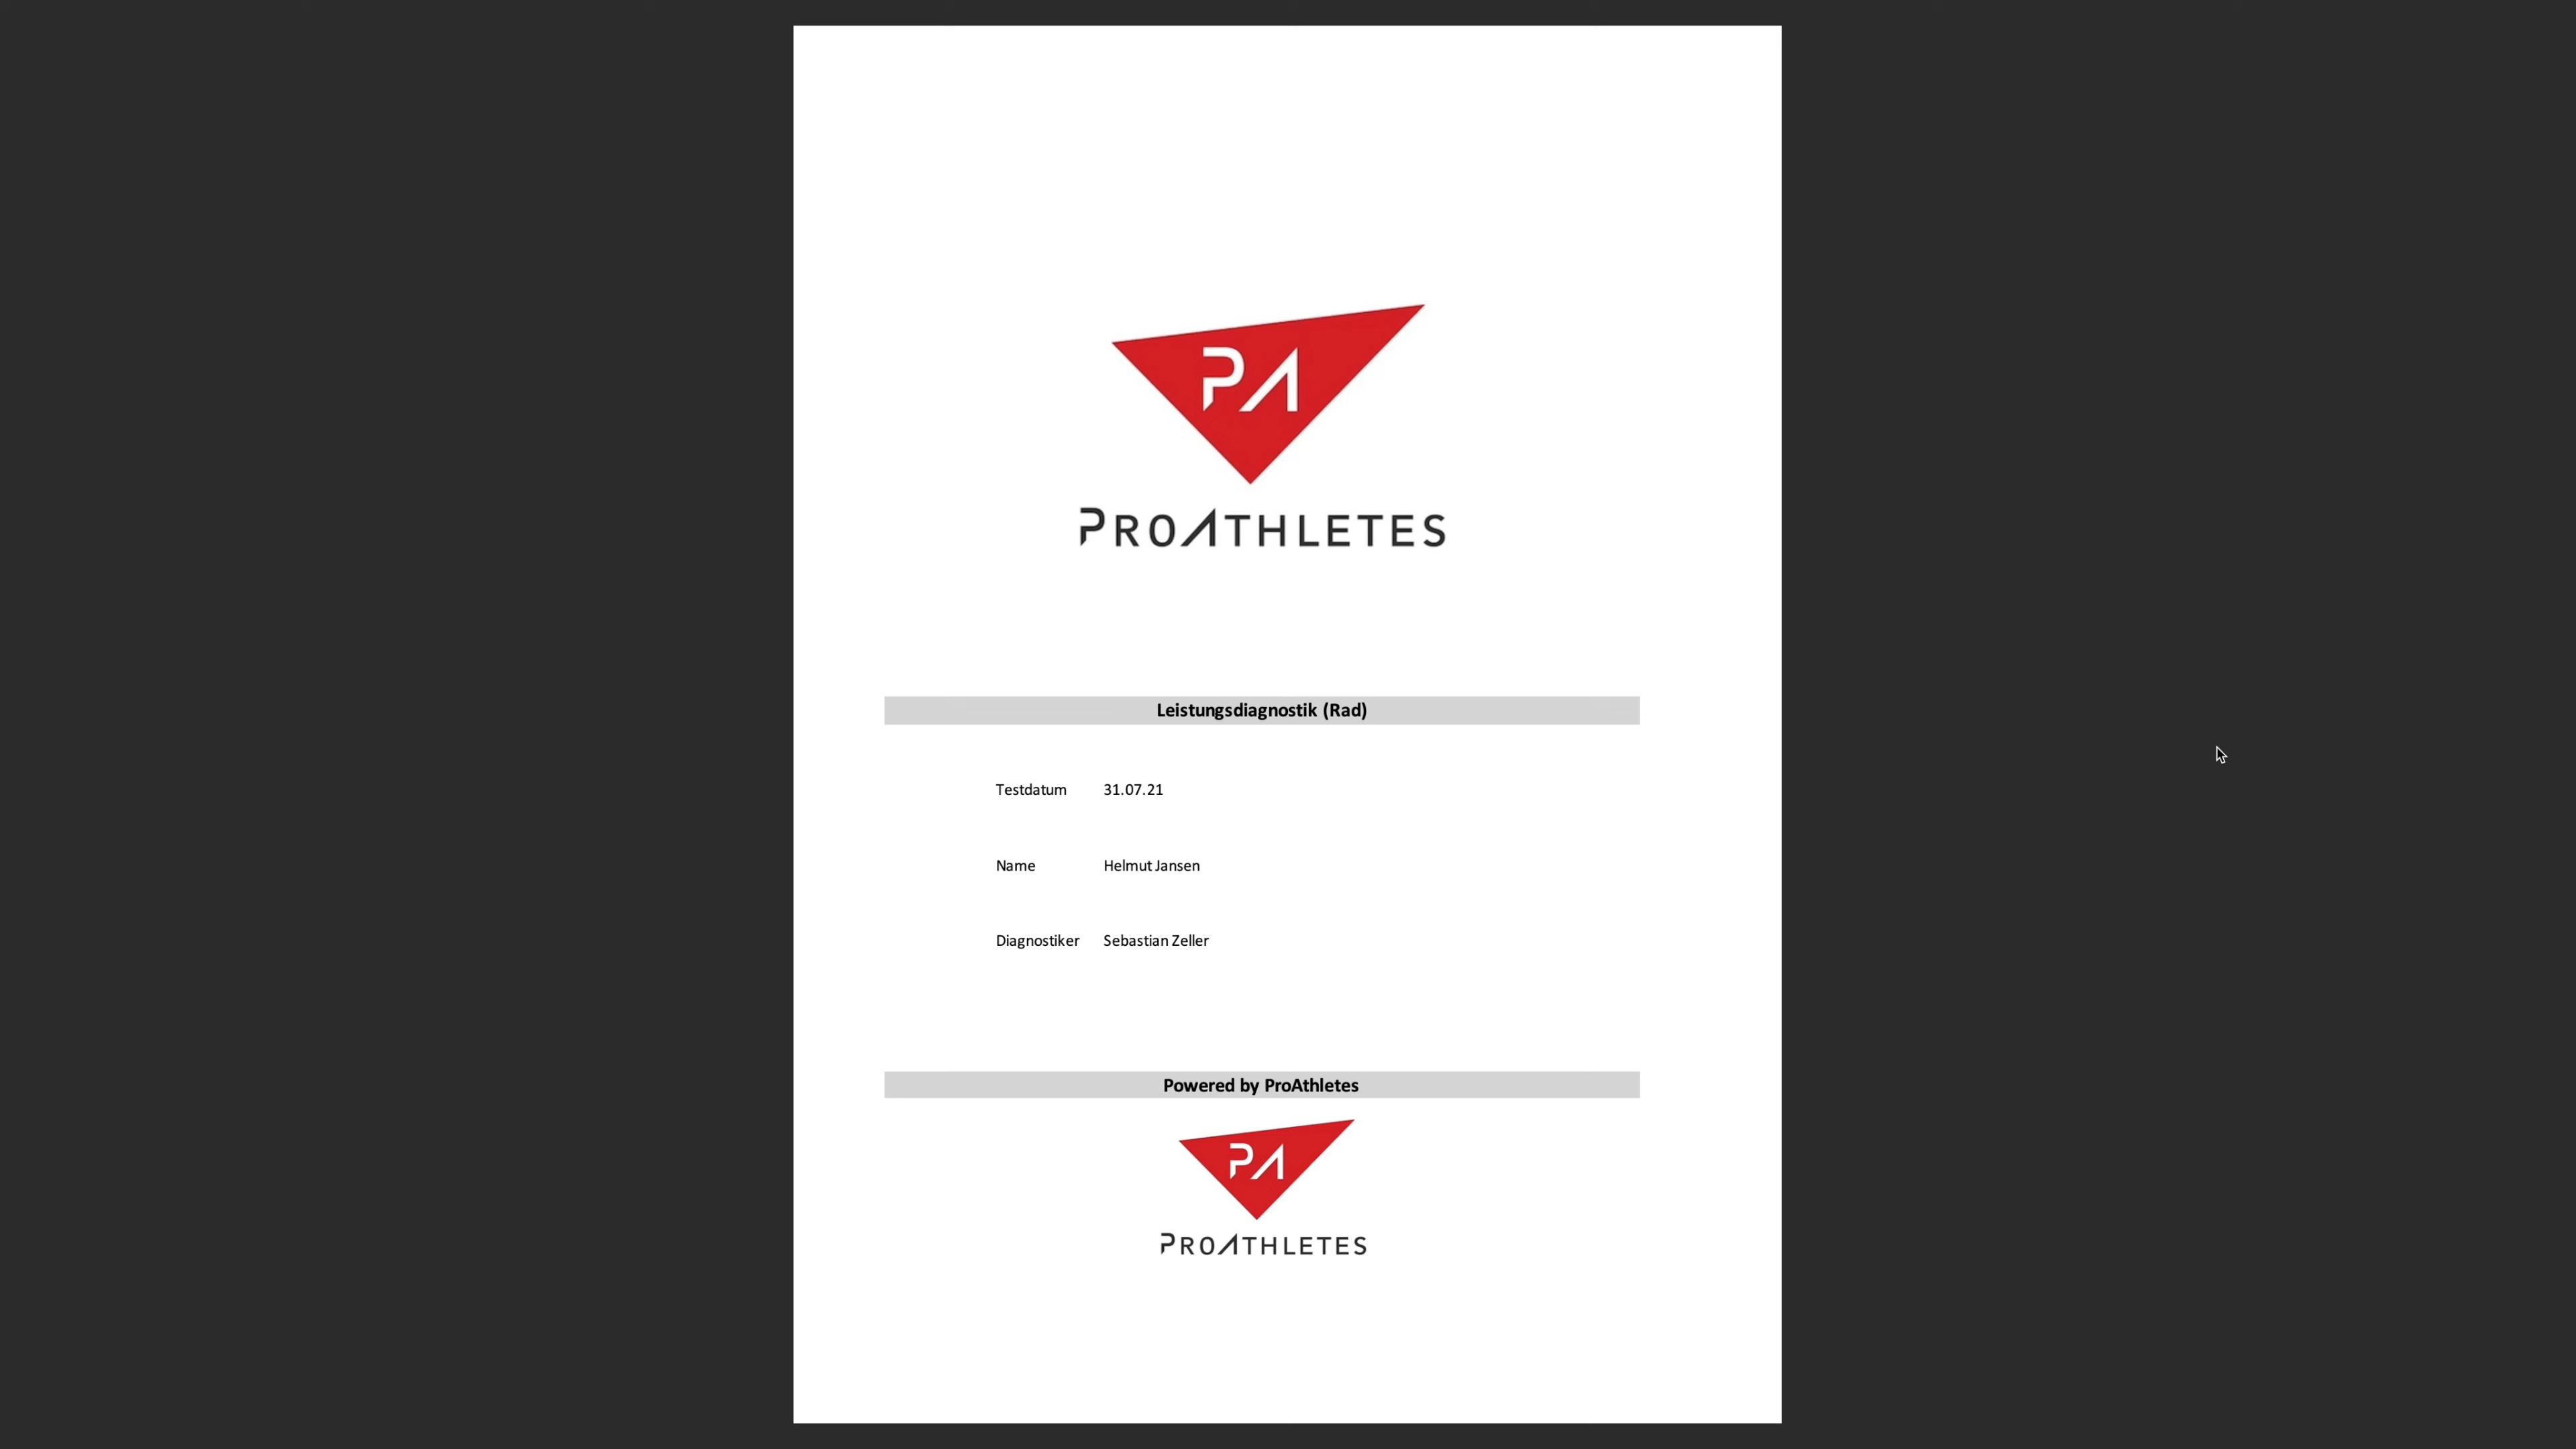 PA
PROATHLETES
Leistungsdiagnostik (Rad)
Testdatum 31.07.21
Name Helmut Jansen
Diagnostiker Sebastian Zeller
Powered by ProAthletes
PA
PROATHLETES